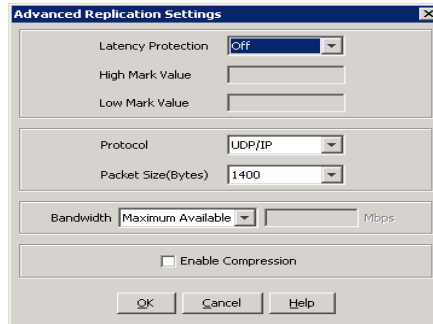 Advanced Replication Settings
Latency Protection Off
High Mark Value
Low Mark Value
Protocol UDP/IP
Packet Size(Bytes) 1400
Bandwidth Maximum Available Mbps
Enable Compression
OK Cancel Help